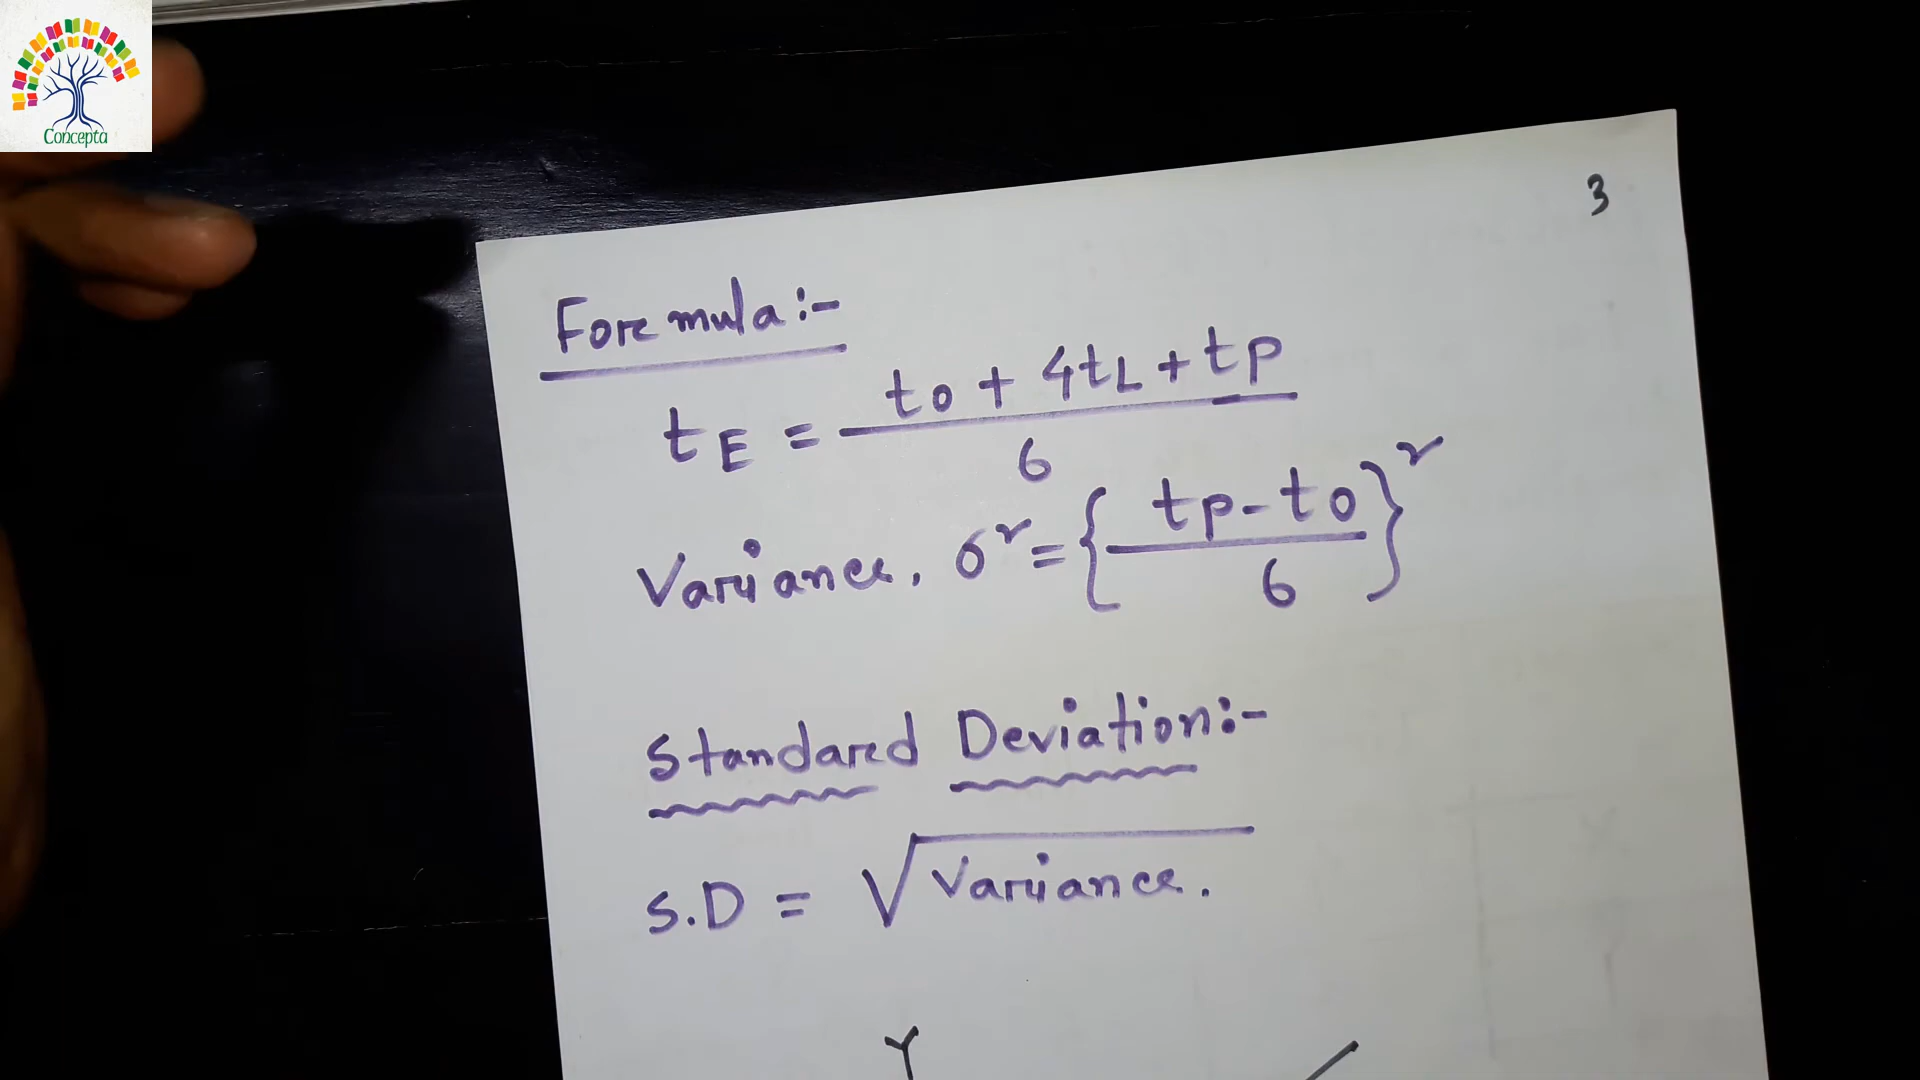 Concepta
3
Formula:-
tE = (to + 4tL + tp) / 6
Variance, σ² = {(tp - to) / 6}²
Standard Deviation:-
S.D = √Variance.
Y